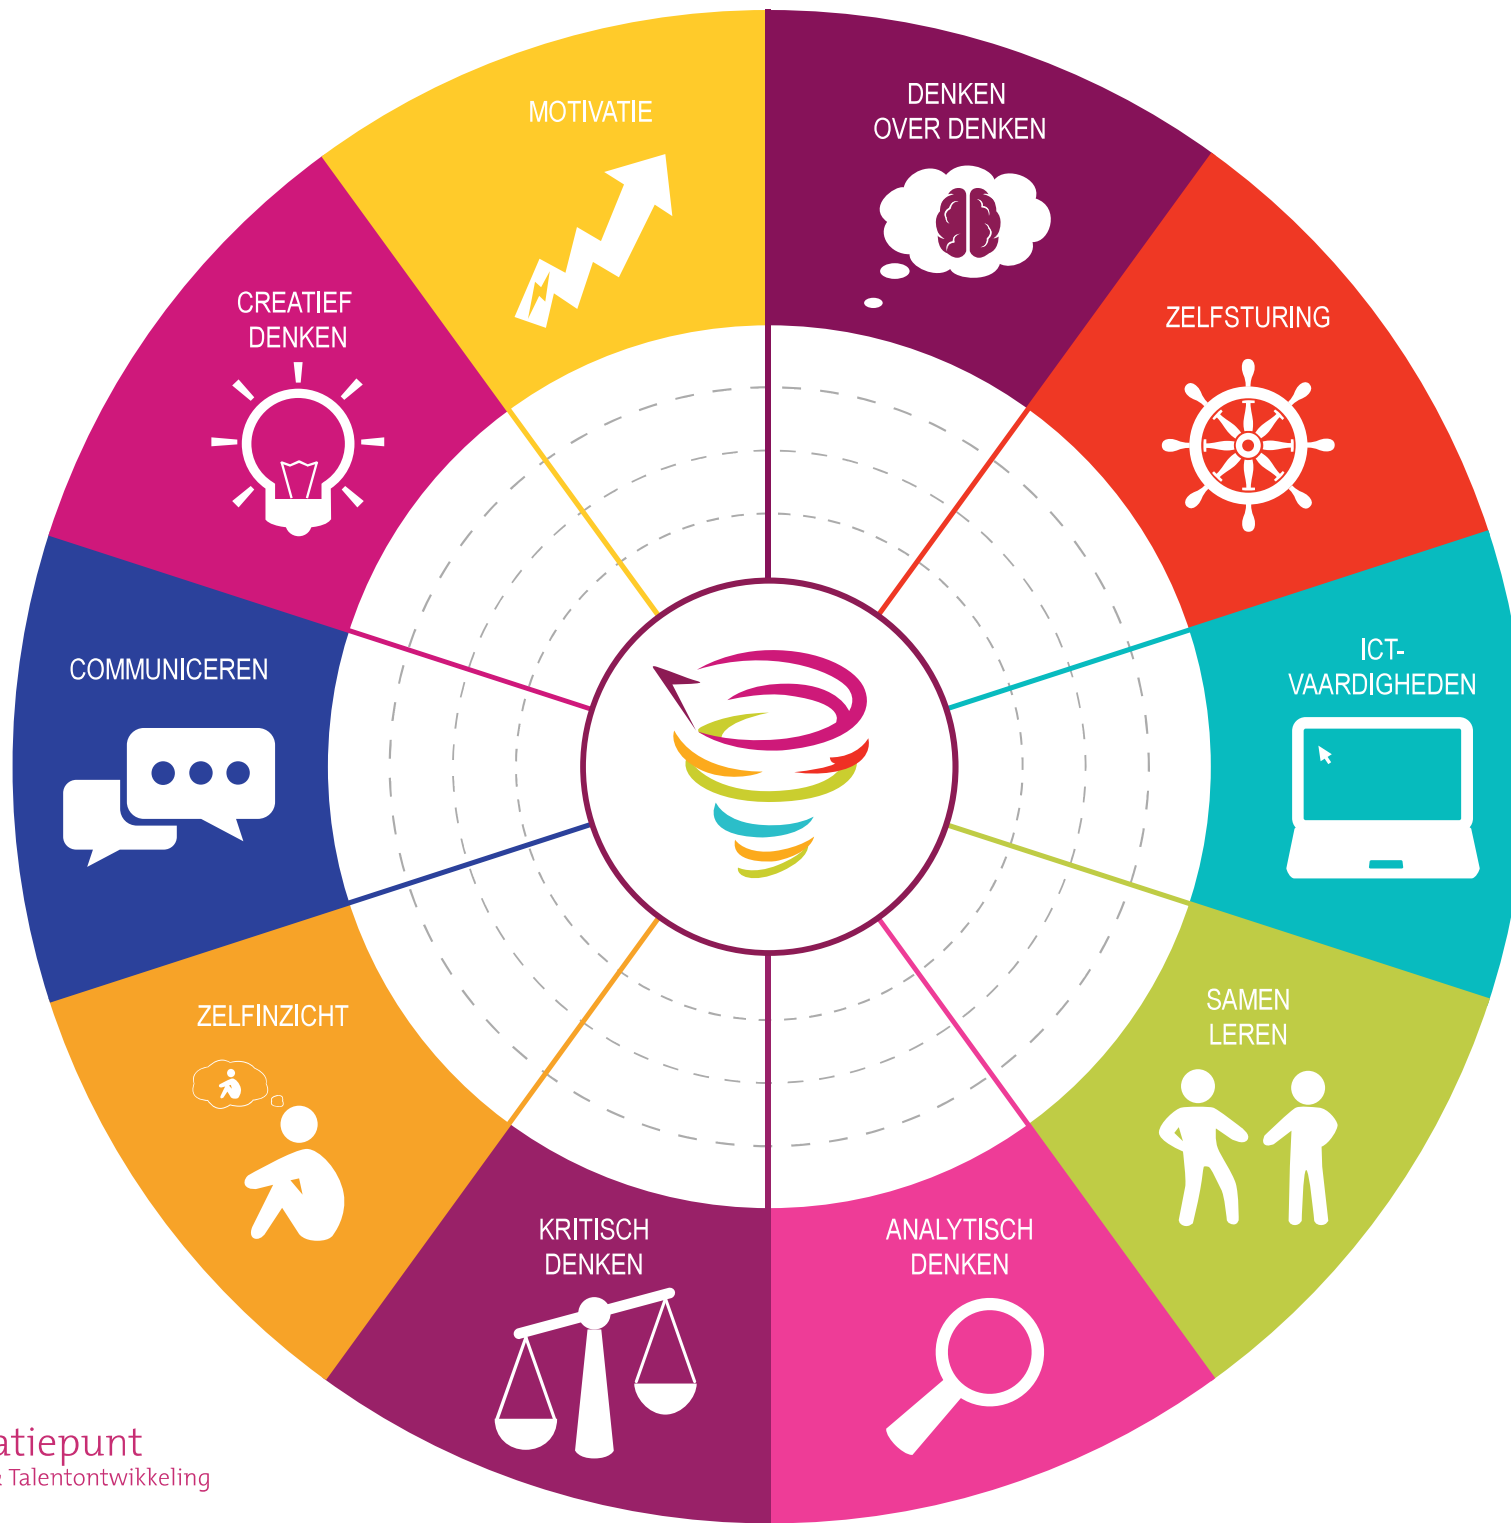 MOTIVATIE
DENKEN
OVER DENKEN
ZELFSTURING
ICT-
VAARDIGHEDEN
SAMEN
LEREN
ANALYTISCH
DENKEN
KRITISCH
DENKEN
ZELFINZICHT
COMMUNICEREN
CREATIEF
DENKEN
atiepunt
Talentontwikkeling